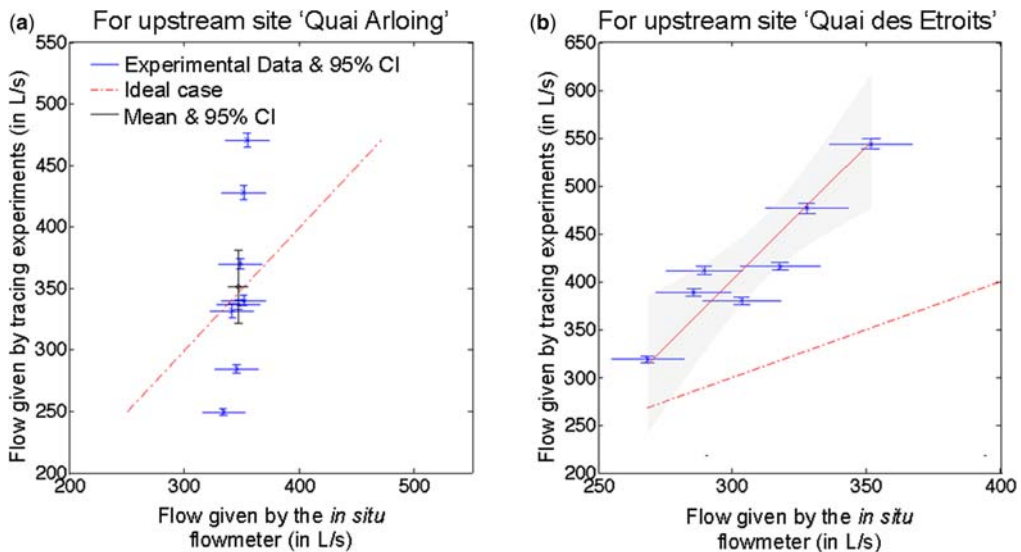 (a) For upstream site ‘Quai Arloing’
Flow given by tracing experiments (in L/s)
550
500
450
400
350
300
250
200
Experimental Data & 95% CI
Ideal case
Mean & 95% CI
200 300 400 500
Flow given by the in situ
flowmeter (in L/s)
(b) For upstream site ‘Quai des Etroits’
Flow given by tracing experiments (in L/s)
650
600
550
500
450
400
350
300
250
200
250 300 350 400
Flow given by the in situ
flowmeter (in L/s)